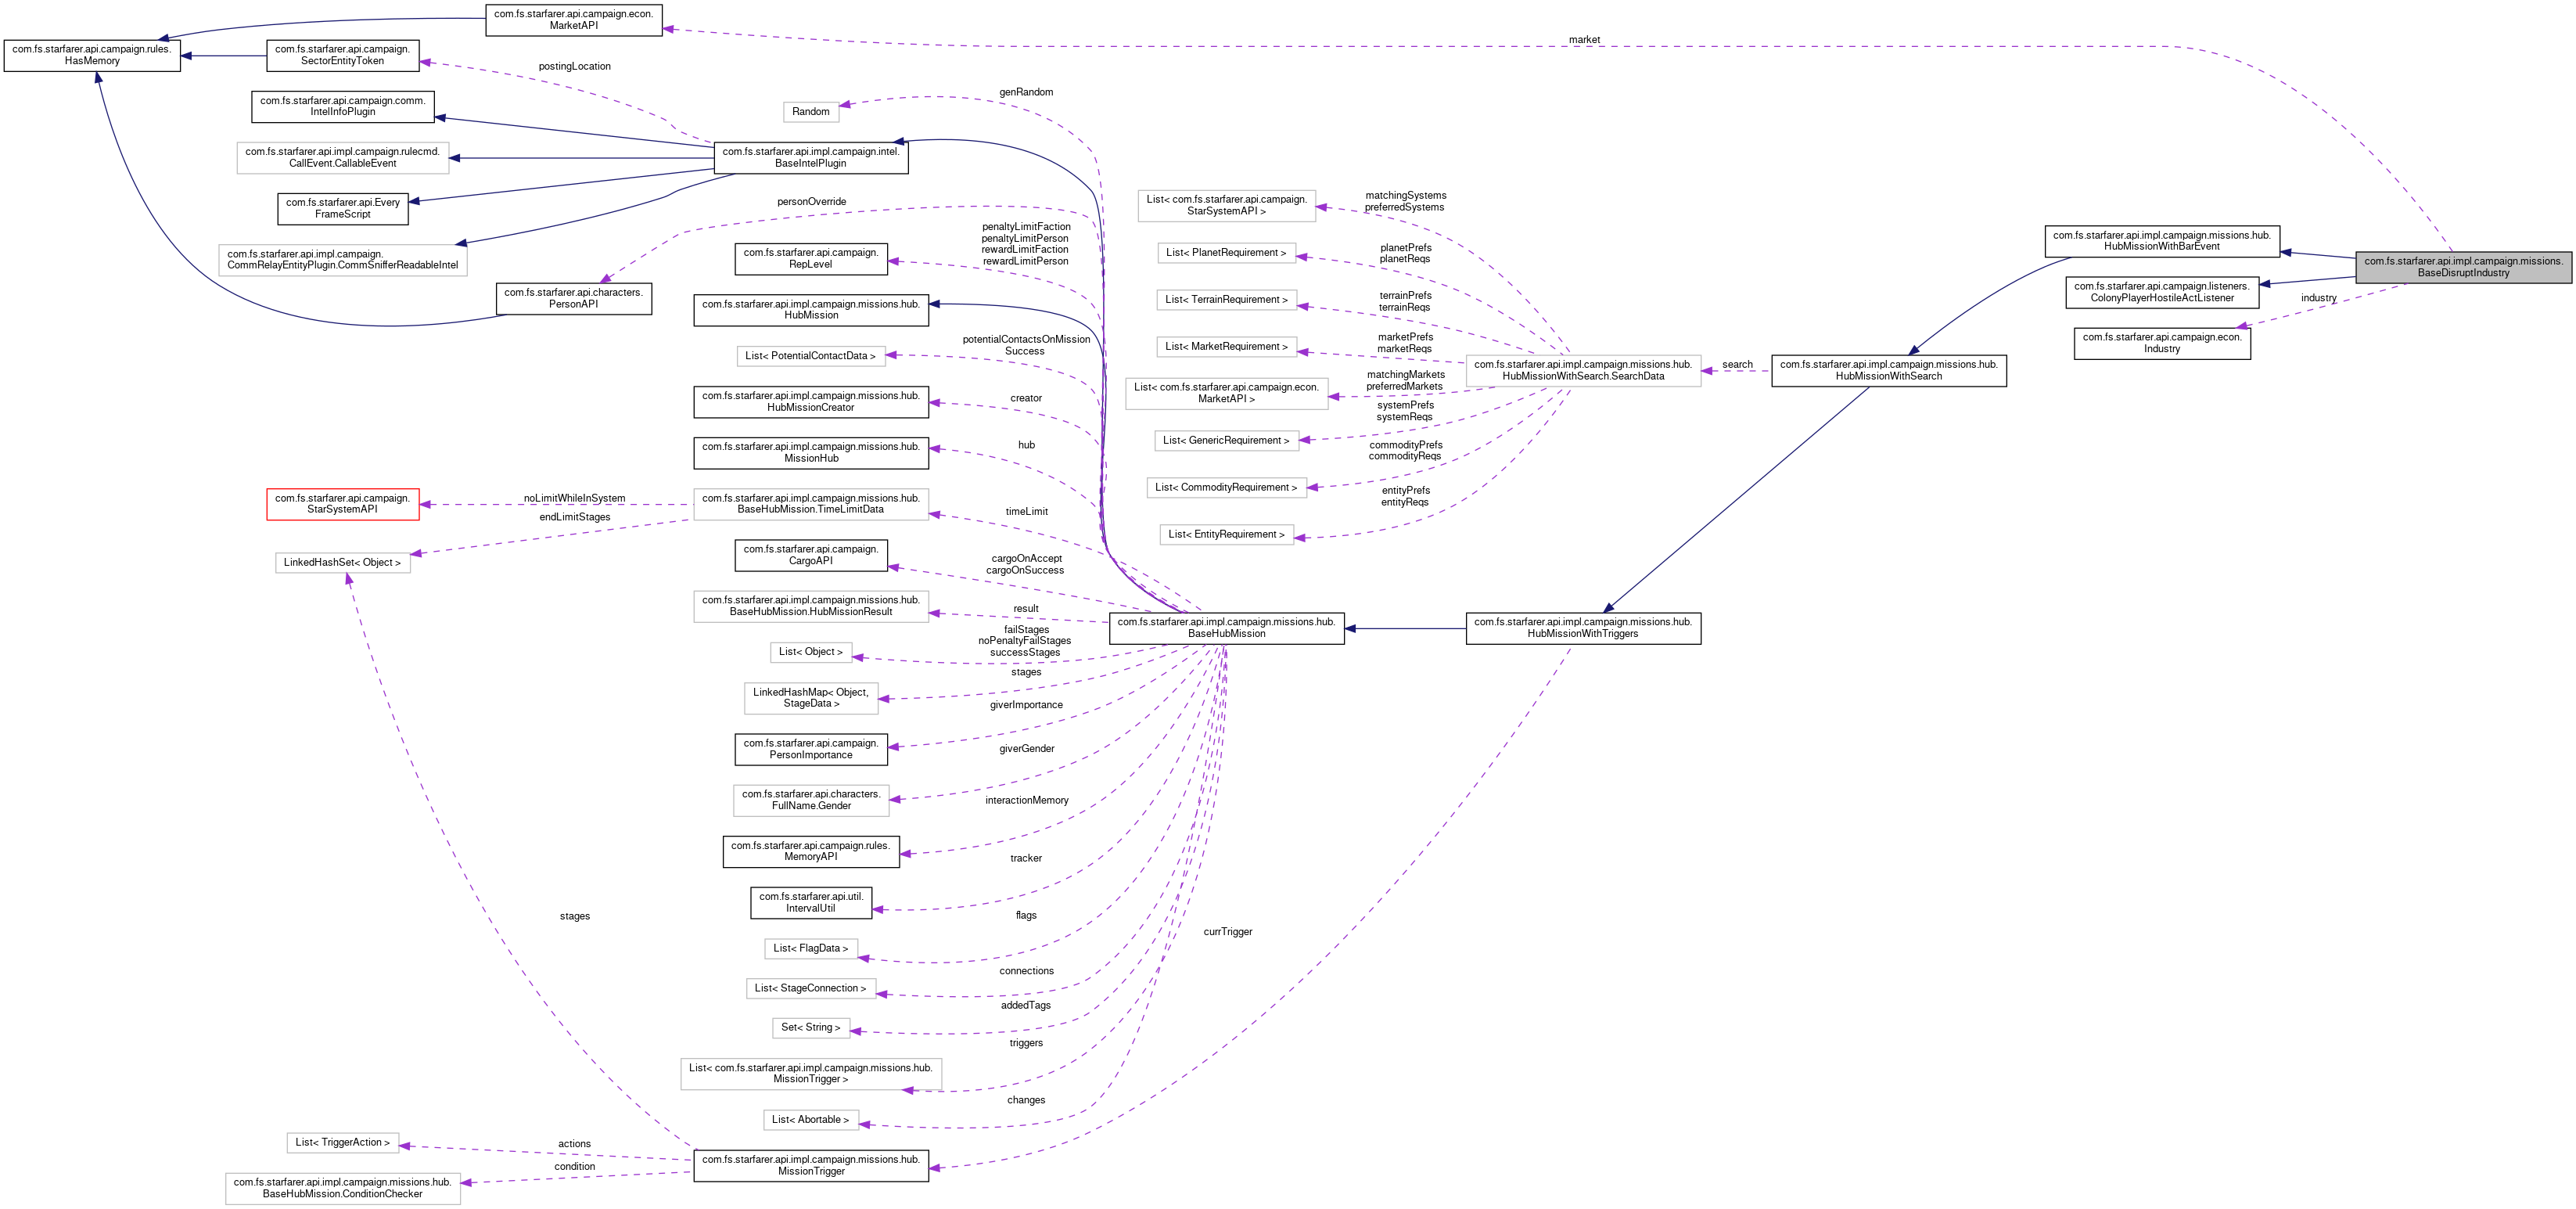 com.fs.starfarer.api.campaign.econ.
MarketAPI
market
com.fs.starfarer.api.campaign.rules.
HasMemory
com.fs.starfarer.api.campaign.
SectorEntityToken
postingLocation
com.fs.starfarer.api.campaign.comm.
IntelInfoPlugin
genRandom
Random
com.fs.starfarer.api.impl.campaign.rulecmd.
CallEvent.CallableEvent
com.fs.starfarer.api.impl.campaign.intel.
BaseIntelPlugin
com.fs.starfarer.api.Every
FrameScript
personOverride
com.fs.starfarer.api.impl.campaign.
CommRelayEntityPlugin.CommSnifferReadableIntel
com.fs.starfarer.api.characters.
PersonAPI
penaltyLimitFaction
penaltyLimitPerson
rewardLimitFaction
rewardLimitPerson
com.fs.starfarer.api.campaign.
RepLevel
com.fs.starfarer.api.impl.campaign.missions.hub.
HubMission
potentialContactsOnMission
Success
List< PotentialContactData >
creator
com.fs.starfarer.api.impl.campaign.missions.hub.
HubMissionCreator
hub
com.fs.starfarer.api.impl.campaign.missions.hub.
MissionHub
com.fs.starfarer.api.campaign.
StarSystemAPI
noLimitWhileInSystem
endLimitStages
com.fs.starfarer.api.impl.campaign.missions.hub.
BaseHubMission.TimeLimitData
timeLimit
LinkedHashSet< Object >
com.fs.starfarer.api.campaign.
CargoAPI
cargoOnAccept
cargoOnSuccess
com.fs.starfarer.api.impl.campaign.missions.hub.
BaseHubMission.HubMissionResult
result
List< Object >
failStages
noPenaltyFailStages
successStages
LinkedHashMap< Object,
StageData >
stages
com.fs.starfarer.api.campaign.
PersonImportance
giverImportance
com.fs.starfarer.api.characters.
FullName.Gender
giverGender
com.fs.starfarer.api.campaign.rules.
MemoryAPI
interactionMemory
com.fs.starfarer.api.util.
IntervalUtil
tracker
List< FlagData >
flags
List< StageConnection >
connections
Set< String >
addedTags
List< com.fs.starfarer.api.impl.campaign.missions.hub.
MissionTrigger >
triggers
List< Abortable >
changes
stages
List< TriggerAction >
actions
com.fs.starfarer.api.impl.campaign.missions.hub.
BaseHubMission.ConditionChecker
condition
com.fs.starfarer.api.impl.campaign.missions.hub.
MissionTrigger
currTrigger
com.fs.starfarer.api.impl.campaign.missions.hub.
BaseHubMission
com.fs.starfarer.api.impl.campaign.missions.hub.
HubMissionWithTriggers
List< com.fs.starfarer.api.campaign.
StarSystemAPI >
matchingSystems
preferredSystems
List< PlanetRequirement >
planetPrefs
planetReqs
List< TerrainRequirement >
terrainPrefs
terrainReqs
List< MarketRequirement >
marketPrefs
marketReqs
List< com.fs.starfarer.api.campaign.econ.
MarketAPI >
matchingMarkets
preferredMarkets
List< GenericRequirement >
systemPrefs
systemReqs
List< CommodityRequirement >
commodityPrefs
commodityReqs
List< EntityRequirement >
entityPrefs
entityReqs
com.fs.starfarer.api.impl.campaign.missions.hub.
HubMissionWithSearch.SearchData
search
com.fs.starfarer.api.impl.campaign.missions.hub.
HubMissionWithSearch
com.fs.starfarer.api.impl.campaign.missions.hub.
HubMissionWithBarEvent
com.fs.starfarer.api.campaign.listeners.
ColonyPlayerHostileActListener
com.fs.starfarer.api.campaign.econ.
Industry
industry
com.fs.starfarer.api.impl.campaign.missions.
BaseDisruptIndustry